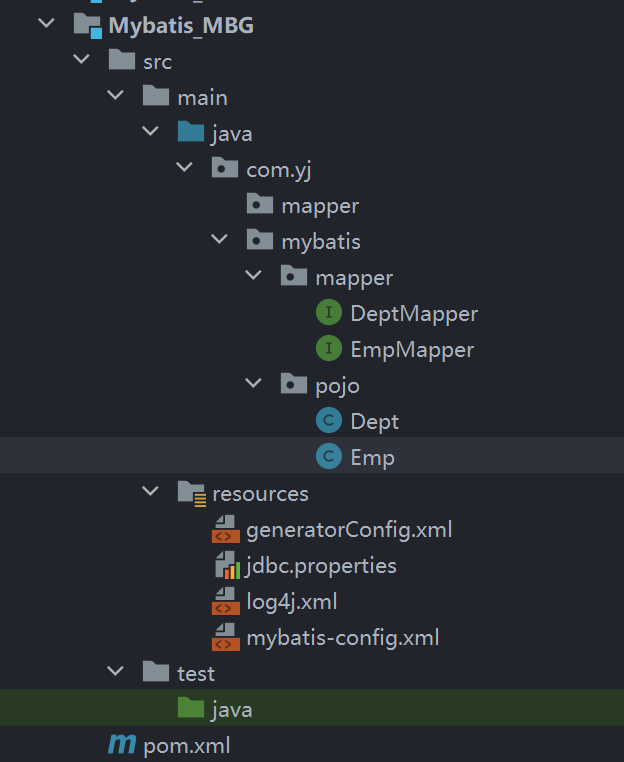 Mybatis_MBG
src
main
java
com.yj
mapper
mybatis
mapper
I DeptMapper
I EmpMapper
pojo
C Dept
C Emp
resources
<> generatorConfig.xml
jdbc.properties
<> log4j.xml
<> mybatis-config.xml
test
java
m pom.xml